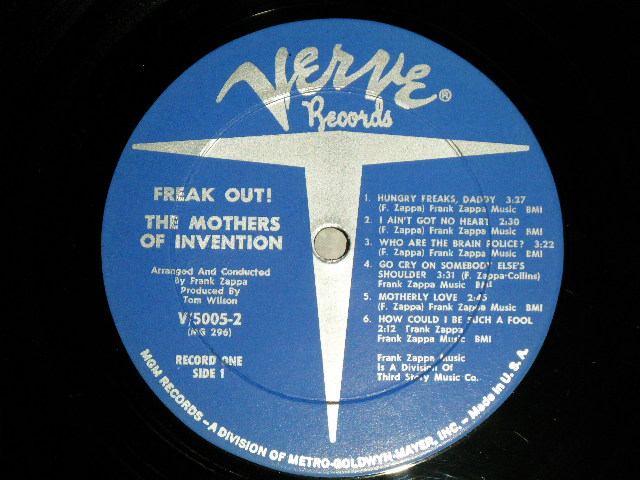 Verve ®
Records
FREAK OUT!
THE MOTHERS
OF INVENTION
Arranged And Conducted
By Frank Zappa
Produced By
Tom Wilson
V/5005-2
(MG 296)
RECORD ONE
SIDE 1
1. HUNGRY FREAKS, DADDY 3:27
(F. Zappa) Frank Zappa Music BMI
2. I AIN'T GOT NO HEART 2:30
(F. Zappa) Frank Zappa Music BMI
3. WHO ARE THE BRAIN POLICE? 3:22
(F. Zappa) Frank Zappa Music BMI
4. GO CRY ON SOMEBODY ELSE'S
SHOULDER 3:31 (F. Zappa-Collins)
Frank Zappa Music BMI
5. MOTHERLY LOVE 2:45
(F. Zappa) Frank Zappa Music BMI
6. HOW COULD I BE SUCH A FOOL
2:12 Frank Zappa
Frank Zappa Music BMI
Frank Zappa Music
Is A Division Of
Third Story Music Co.
MGM RECORDS – A DIVISION OF METRO-GOLDWYN-MAYER, INC. – Made in U. S. A.